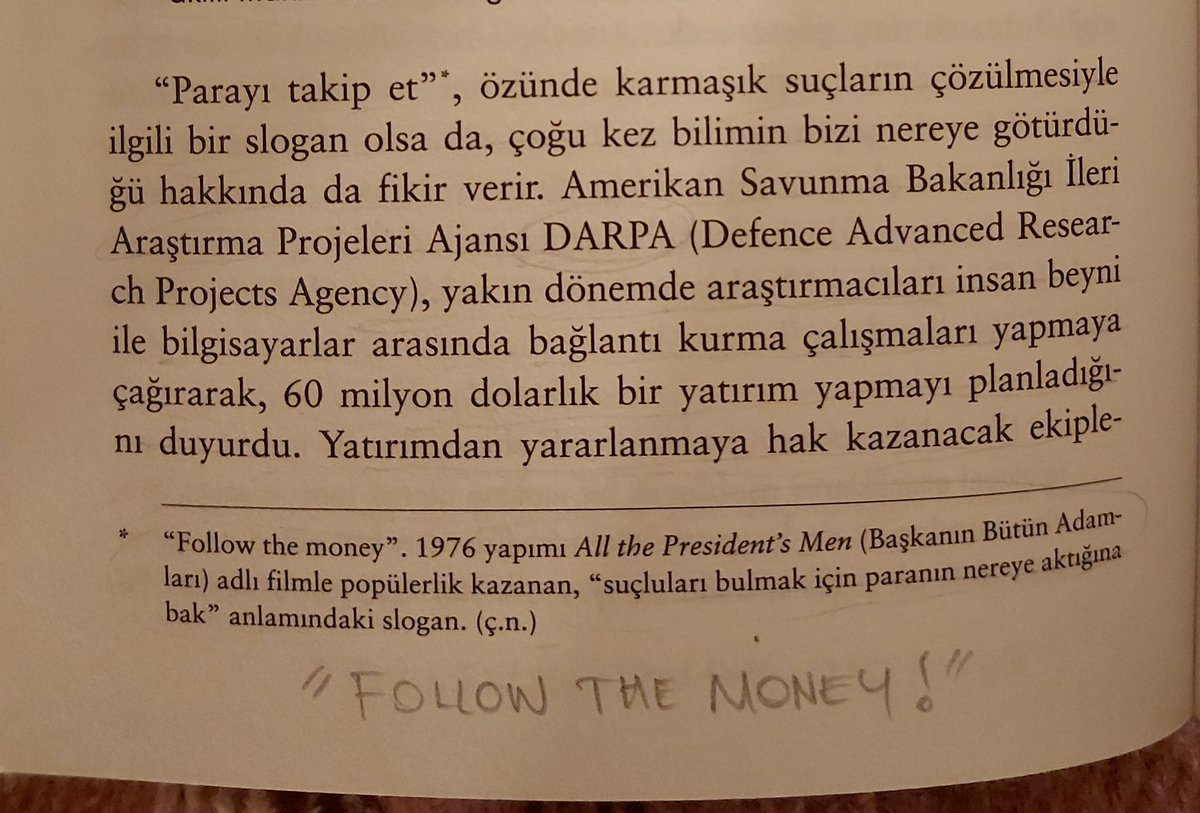 “Parayı takip et”*, özünde karmaşık suçların çözülmesiyle
ilgili bir slogan olsa da, çoğu kez bilimin bizi nereye götürdü-
ğü hakkında da fikir verir. Amerikan Savunma Bakanlığı İleri
Araştırma Projeleri Ajansı DARPA (Defence Advanced Resear-
ch Projects Agency), yakın dönemde araştırmacıları insan beyni
ile bilgisayarlar arasında bağlantı kurma çalışmaları yapmaya
çağırarak, 60 milyon dolarlık bir yatırım yapmayı planladığı-
nı duyurdu. Yatırımdan yararlanmaya hak kazanacak ekiple-
* “Follow the money”. 1976 yapımı All the President’s Men (Başkanın Bütün Adam-
ları) adlı filmle popülerlik kazanan, “suçluları bulmak için paranın nereye aktığına
bak” anlamındaki slogan. (ç.n.)
"FOLLOW THE MONEY!"